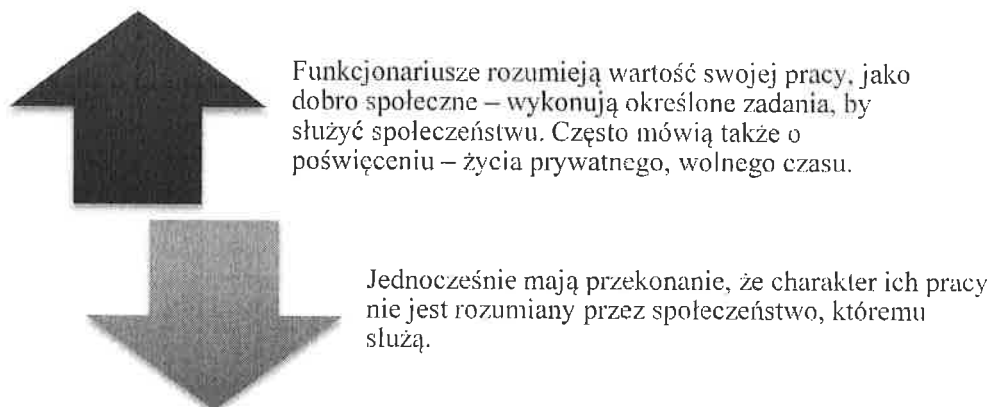 Funkcjonariusze rozumieją wartość swojej pracy, jako
dobro społeczne – wykonują określone zadania, by
służyć społeczeństwu. Często mówią także o
poświęceniu – życia prywatnego, wolnego czasu.
Jednocześnie mają przekonanie, że charakter ich pracy
nie jest rozumiany przez społeczeństwo, któremu
służą.